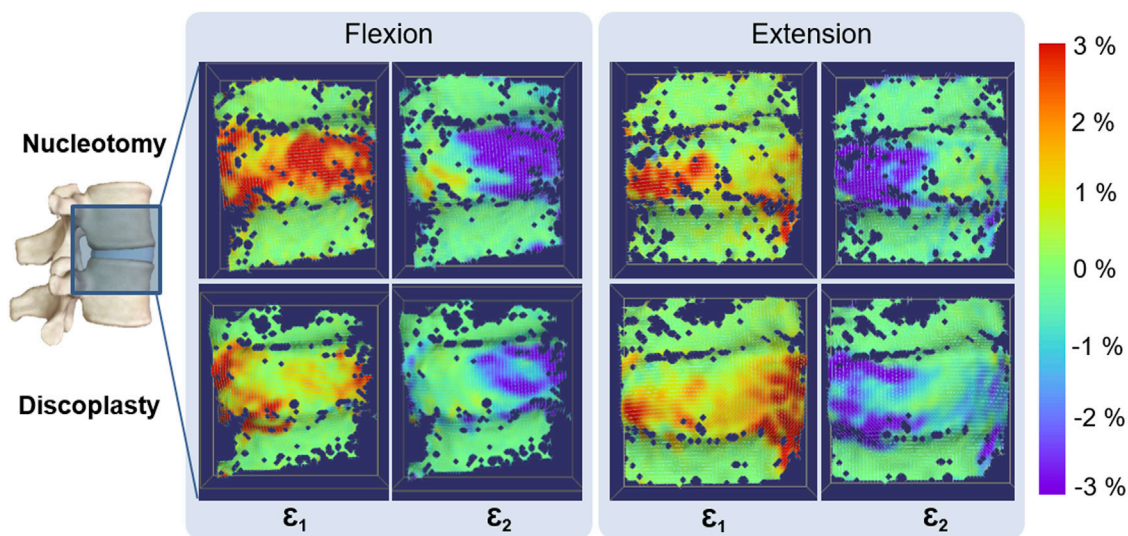 Flexion
Extension
Nucleotomy
Discoplasty
3 %
2 %
1 %
0 %
-1 %
-2 %
-3 %
ε₁
ε₂
ε₁
ε₂